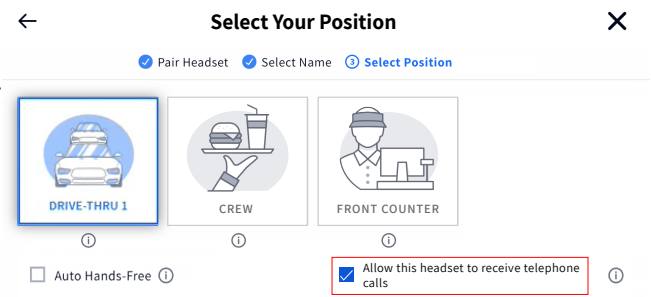 Select Your Position
Pair Headset Select Name 3 Select Position
DRIVE-THRU 1 CREW FRONT COUNTER
Auto Hands-Free Allow this headset to receive telephone
calls